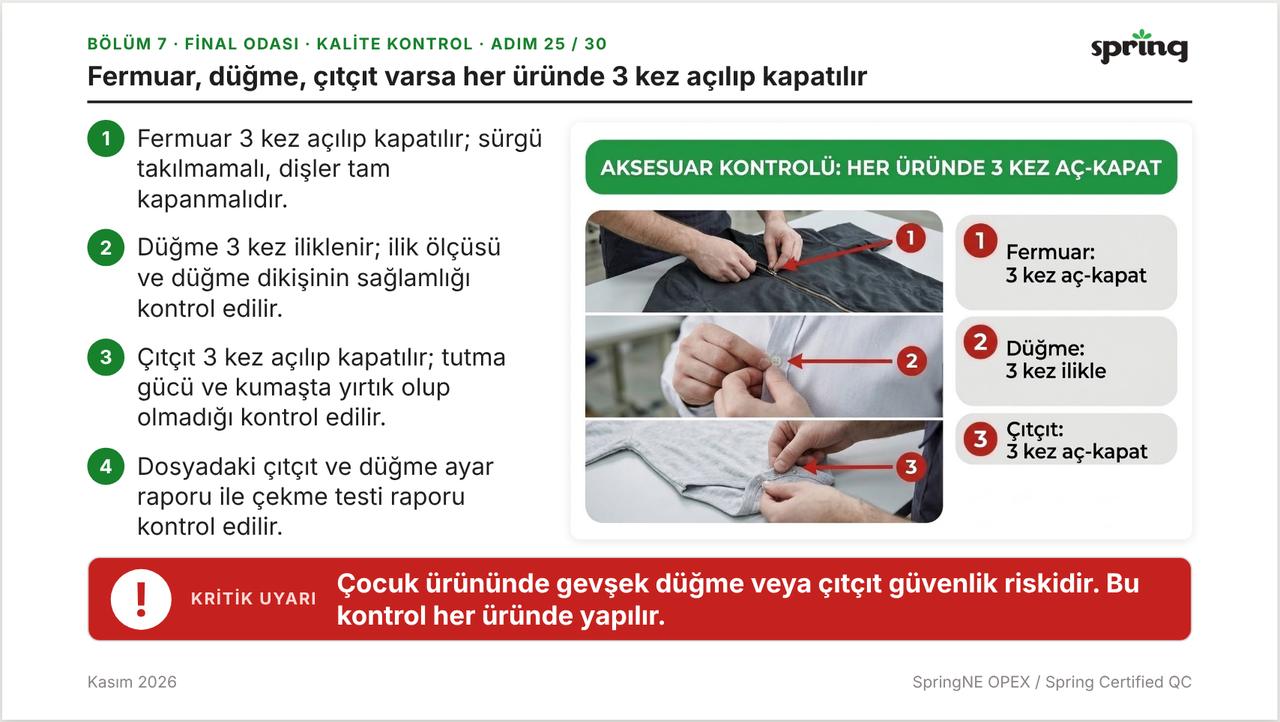 BÖLÜM 7 · FİNAL ODASI · KALİTE KONTROL · ADIM 25 / 30
spring
Fermuar, düğme, çıtçıt varsa her üründe 3 kez açılıp kapatılır
1 Fermuar 3 kez açılıp kapatılır; sürgü
takılmamalı, dişler tam
kapanmalıdır.
2 Düğme 3 kez iliklenir; ilik ölçüsü
ve düğme dikişinin sağlamlığı
kontrol edilir.
3 Çıtçıt 3 kez açılıp kapatılır; tutma
gücü ve kumaşta yırtık olup
olmadığı kontrol edilir.
4 Dosyadaki çıtçıt ve düğme ayar
raporu ile çekme testi raporu
kontrol edilir.
AKSESUAR KONTROLÜ: HER ÜRÜNDE 3 KEZ AÇ-KAPAT
1
2
3
1 Fermuar:
3 kez aç-kapat
2 Düğme:
3 kez ilikle
3 Çıtçıt:
3 kez aç-kapat
! KRİTİK UYARI
Çocuk ürününde gevşek düğme veya çıtçıt güvenlik riskidir. Bu
kontrol her üründe yapılır.
Kasım 2026
SpringNE OPEX / Spring Certified QC